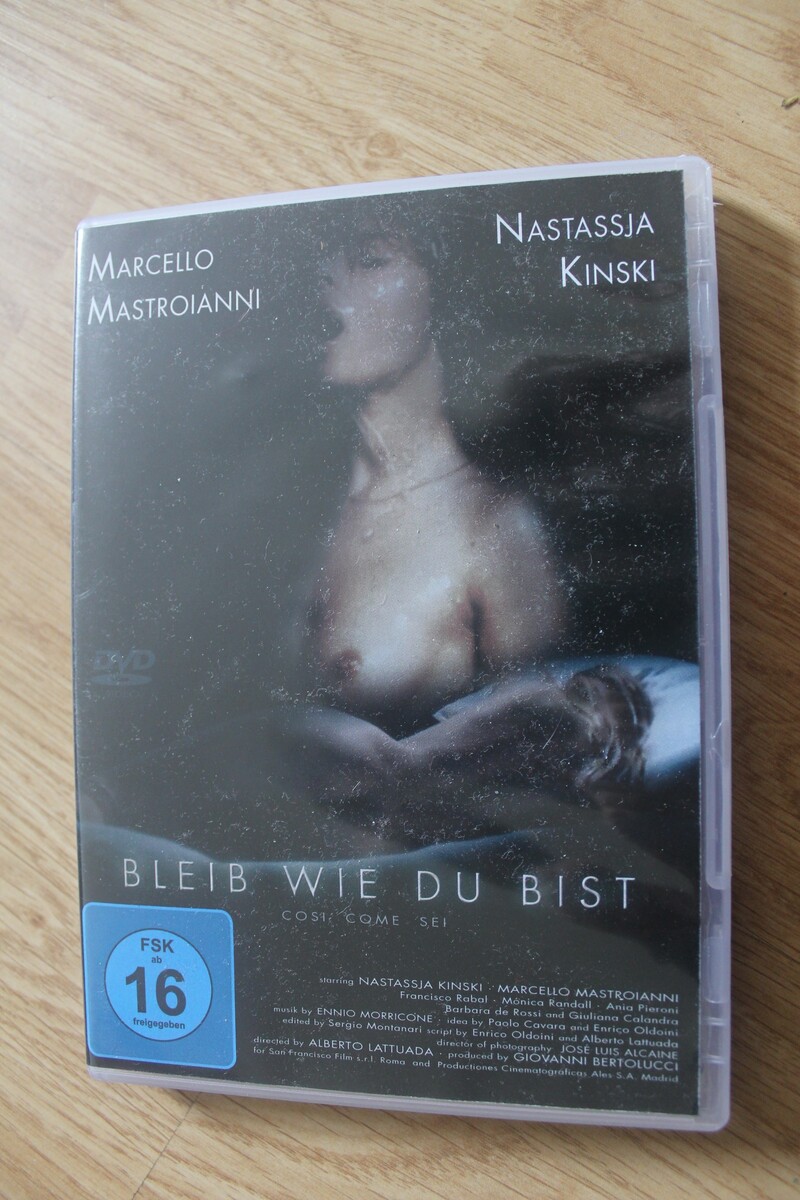 MARCELLO
MASTROIANNI
NASTASSJA
KINSKI
DVD
BLEIB WIE DU BIST
COSI COME SEI
FSK
ab
16
freigegeben
starring NASTASSJA KINSKI · MARCELLO MASTROIANNI
Francisco Rabal · Mónica Randall · Ania Pieroni
Barbara de Rossi and Giuliana Calandra
musik by ENNIO MORRICONE · idea by Paolo Cavara and Enrico Oldoini
edited by Sergio Montanari script by Enrico Oldoini and Alberto Lattuada
director of photography JOSÉ LUIS ALCAINE
directed by ALBERTO LATTUADA · produced by GIOVANNI BERTOLUCCI
for San Francisco Film s.r.l. Roma and Productiones Cinematográficas Ales S.A. Madrid